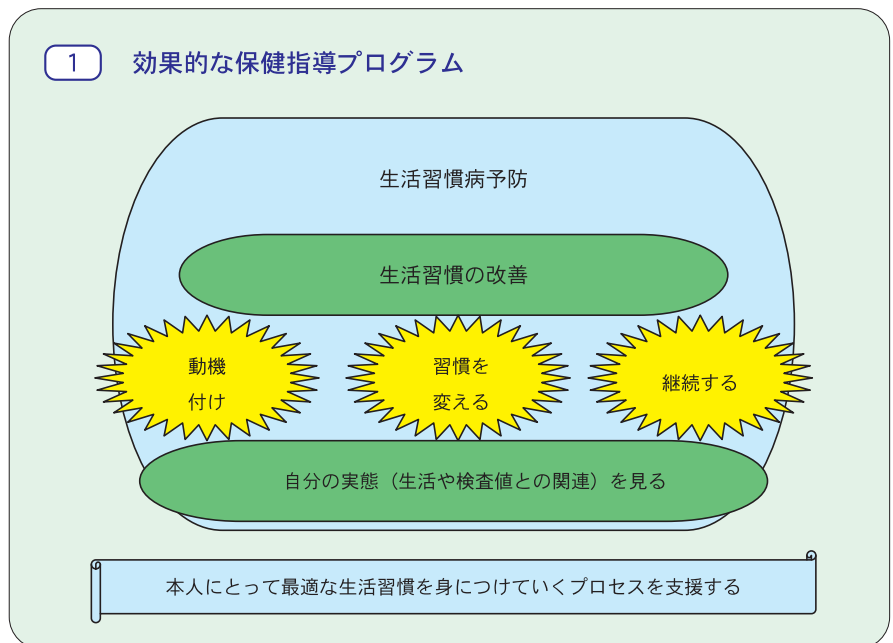 1 効果的な保健指導プログラム
生活習慣病予防
生活習慣の改善
動機
付け
習慣を
変える
継続する
自分の実態（生活や検査値との関連）を見る
本人にとって最適な生活習慣を身につけていくプロセスを支援する